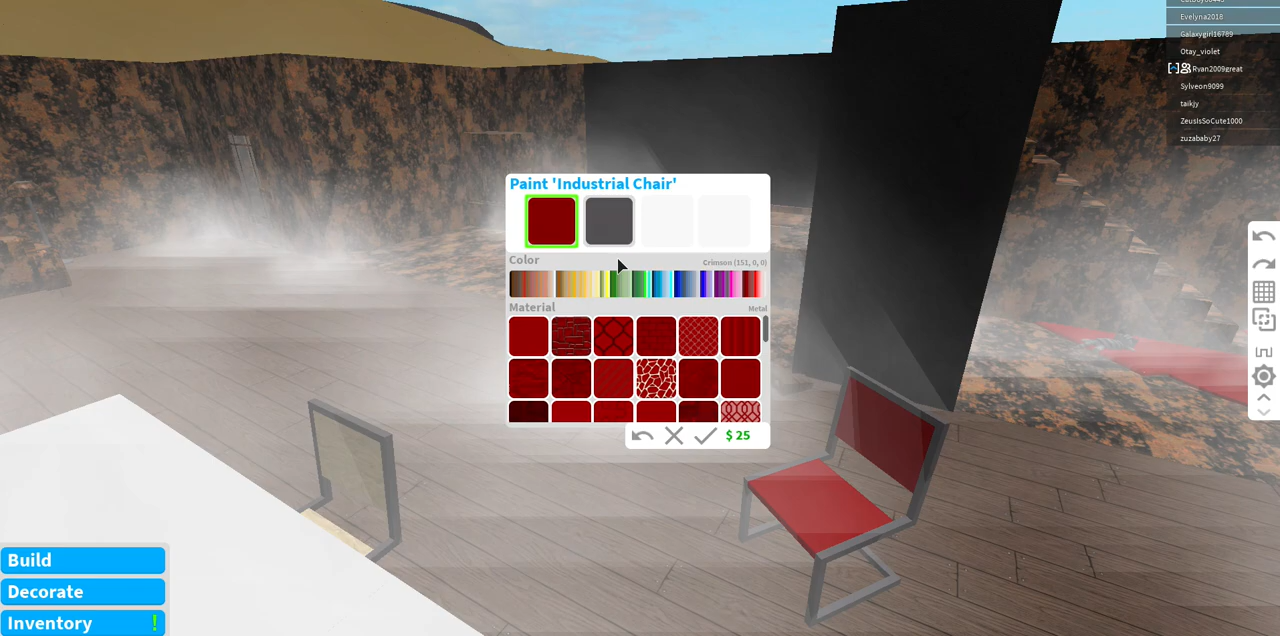 Evelyna2018
Galaxygirl16789
Otay_violet
Ryan2009great
Sylveon9099
taikjy
ZeusIsSoCute1000
zuzababy27
Paint 'Industrial Chair'
Color
Crimson (151, 0, 0)
Material
Metal
$ 25
Build
Decorate
Inventory !